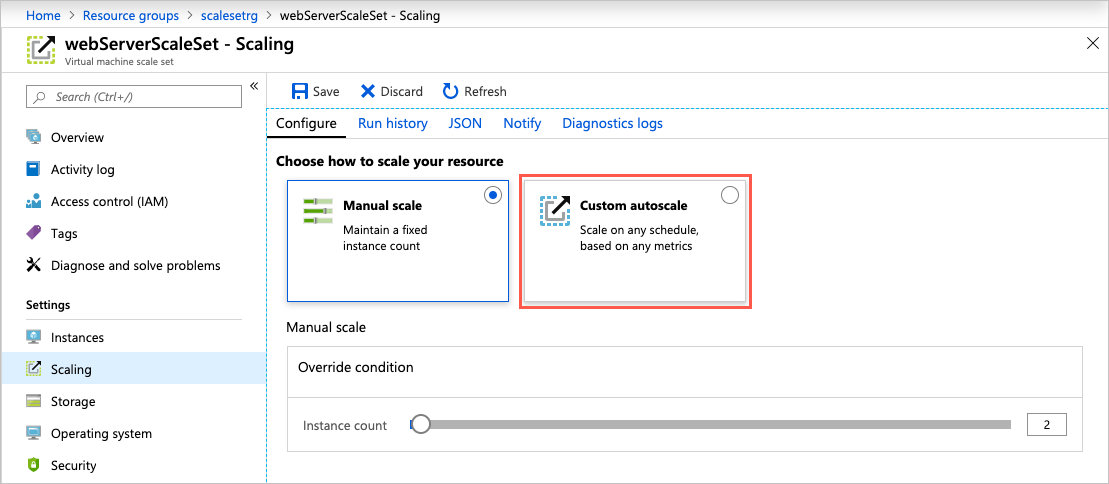 Home > Resource groups > scalesetrg > webServerScaleSet - Scaling
webServerScaleSet - Scaling
Virtual machine scale set
Search (Ctrl+/)
«
Overview
Activity log
Access control (IAM)
Tags
Diagnose and solve problems
Settings
Instances
Scaling
Storage
Operating system
Security
Save Discard Refresh
Configure Run history JSON Notify Diagnostics logs
Choose how to scale your resource
Manual scale
Maintain a fixed
instance count
Custom autoscale
Scale on any schedule,
based on any metrics
Manual scale
Override condition
Instance count 2